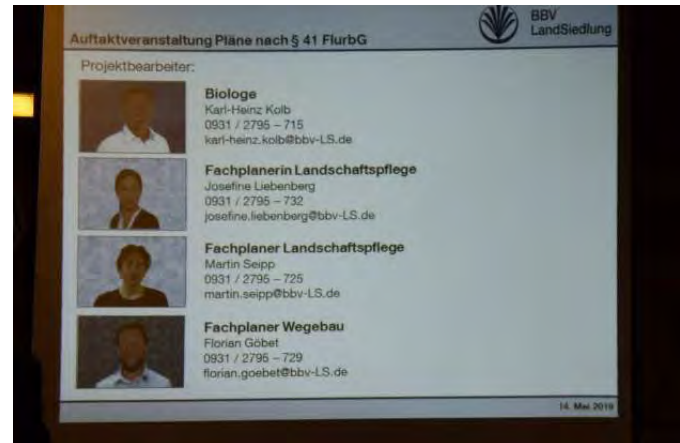 BBV
LandSiedlung
Auftaktveranstaltung Pläne nach § 41 FlurbG
Projektbearbeiter:
Biologe
Karl-Heinz Kolb
0931 / 2795 – 715
karl-heinz.kolb@bbv-LS.de
Fachplanerin Landschaftspflege
Josefine Liebenberg
0931 / 2795 – 732
josefine.liebenberg@bbv-LS.de
Fachplaner Landschaftspflege
Martin Seipp
0931 / 2795 – 725
martin.seipp@bbv-LS.de
Fachplaner Wegebau
Florian Göbet
0931 / 2795 – 729
florian.goebet@bbv-LS.de
14. Mai 2019